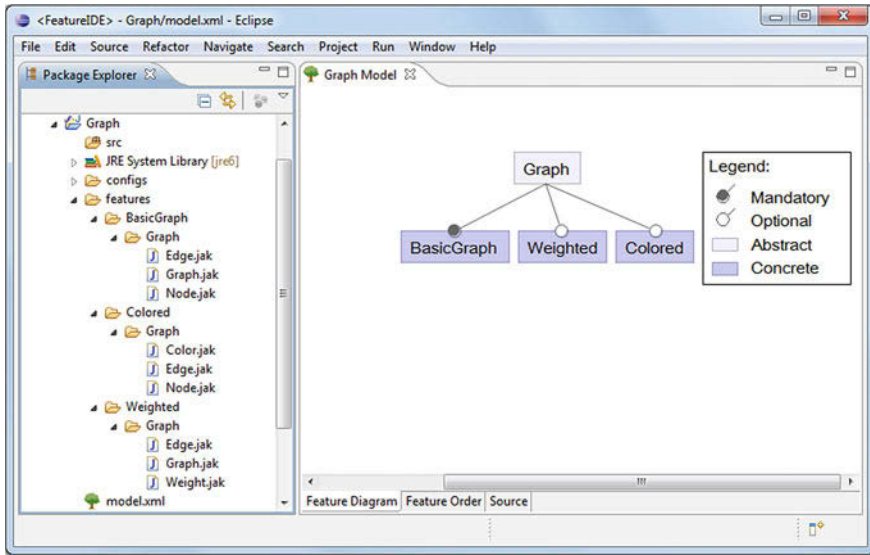 <FeatureIDE> - Graph/model.xml - Eclipse
File Edit Source Refactor Navigate Search Project Run Window Help
Package Explorer
Graph
src
JRE System Library [jre6]
configs
features
BasicGraph
Graph
Edge.jak
Graph.jak
Node.jak
Colored
Graph
Color.jak
Edge.jak
Node.jak
Weighted
Graph
Edge.jak
Graph.jak
Weight.jak
model.xml
Graph Model
Graph
BasicGraph Weighted Colored
Legend:
Mandatory
Optional
Abstract
Concrete
Feature Diagram Feature Order Source